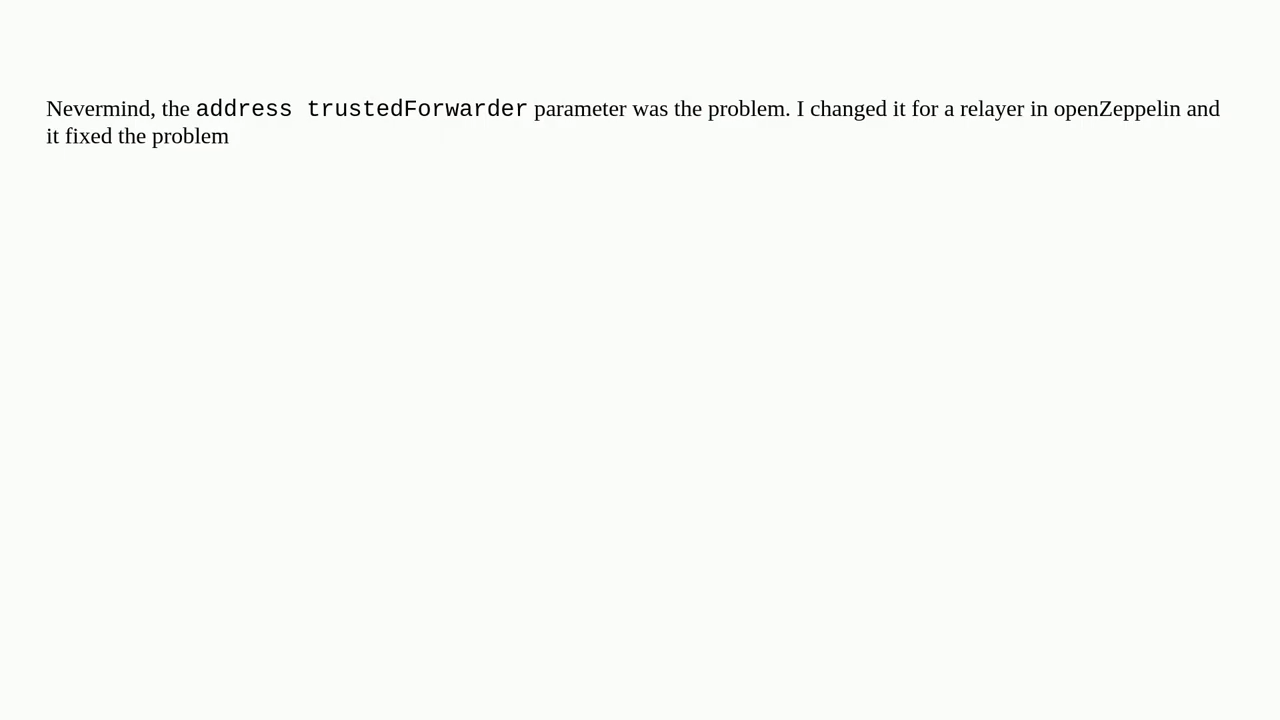 Nevermind, the address trustedForwarder parameter was the problem. I changed it for a relayer in openZeppelin and
it fixed the problem